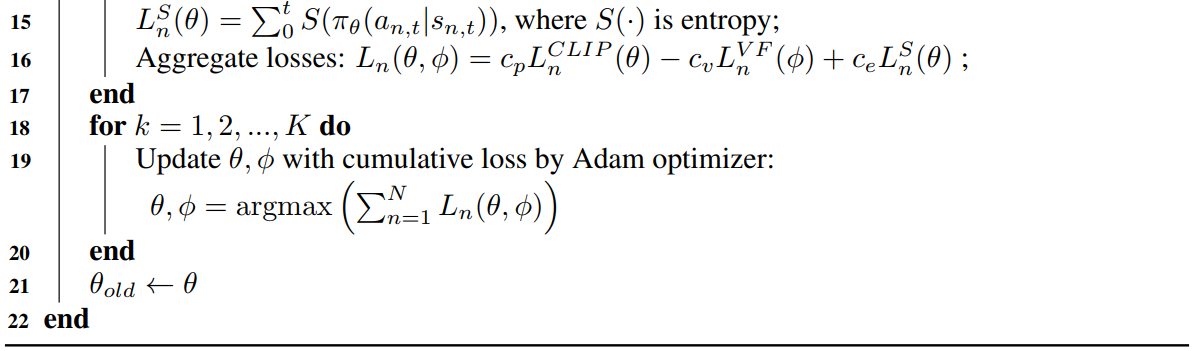 15 L_n^S(θ) = ∑_0^t S(π_θ(a_{n,t}|s_{n,t})), where S(·) is entropy;
16 Aggregate losses: L_n(θ, ϕ) = c_p L_n^{CLIP}(θ) − c_v L_n^{VF}(ϕ) + c_e L_n^S(θ) ;
17 end
18 for k = 1, 2, ..., K do
19 Update θ, ϕ with cumulative loss by Adam optimizer:
θ, ϕ = argmax (∑_{n=1}^N L_n(θ, ϕ))
20 end
21 θ_{old} ← θ
22 end